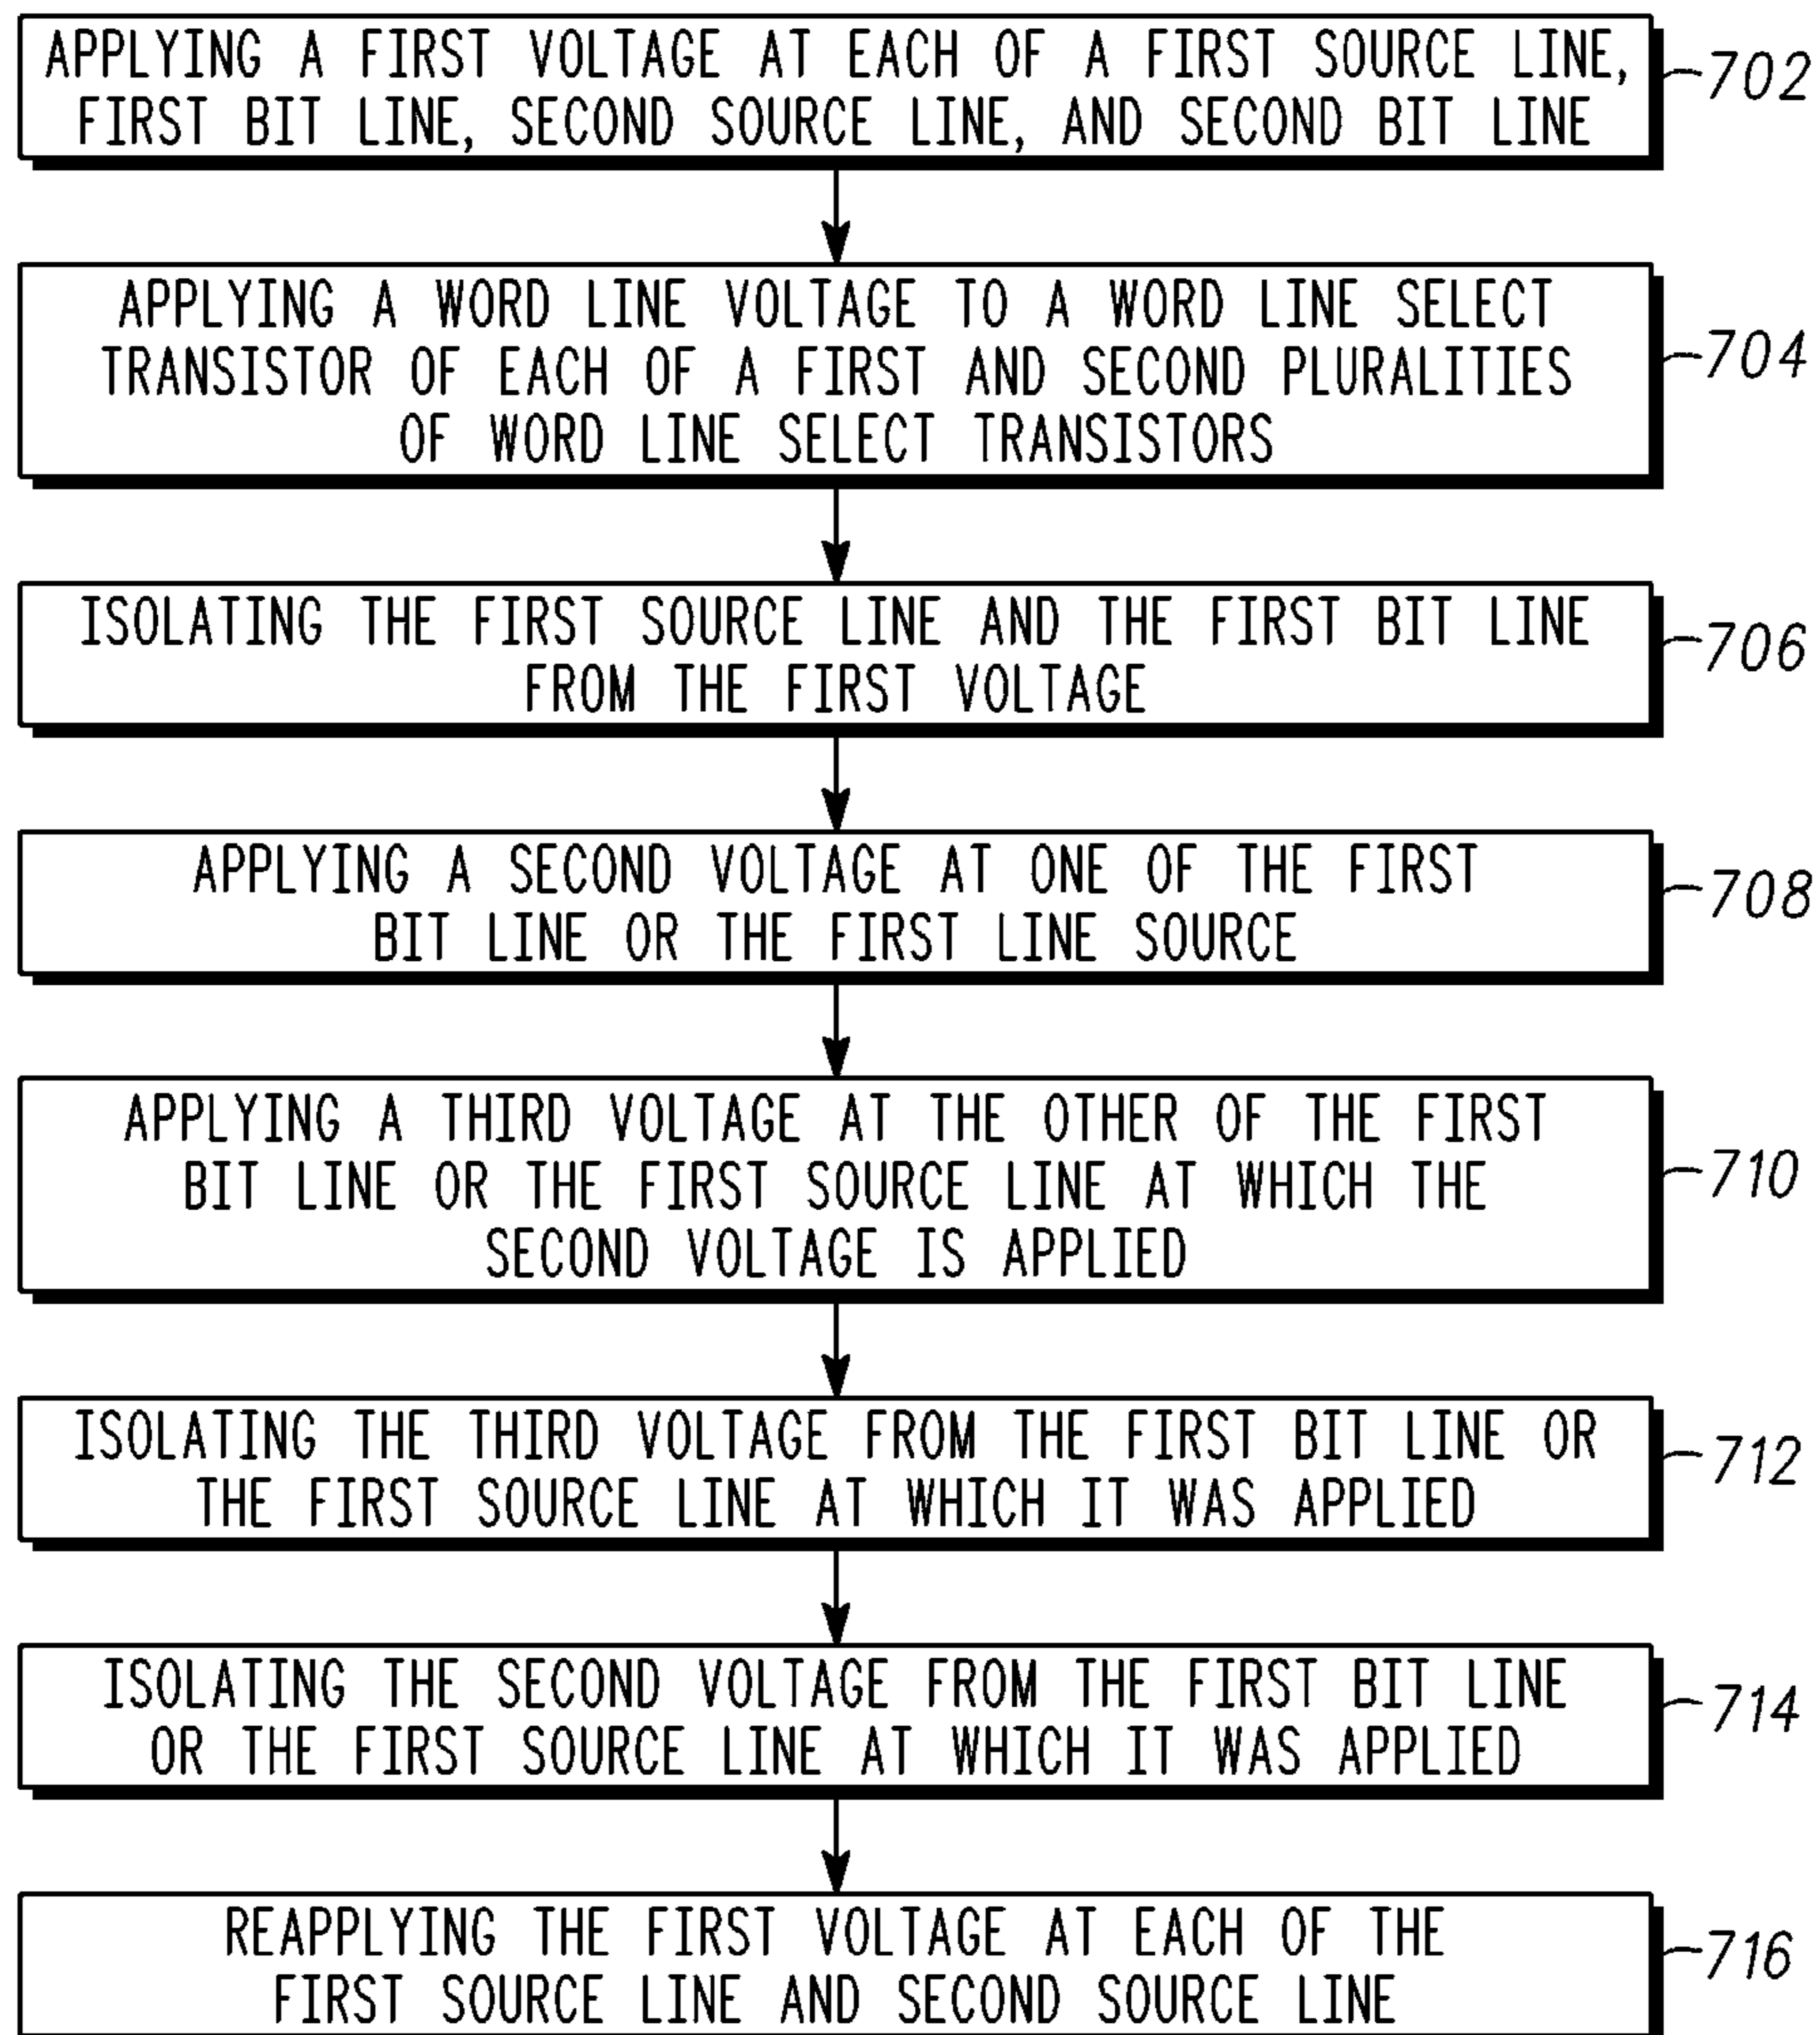 APPLYING A FIRST VOLTAGE AT EACH OF A FIRST SOURCE LINE,
FIRST BIT LINE, SECOND SOURCE LINE, AND SECOND BIT LINE
702
APPLYING A WORD LINE VOLTAGE TO A WORD LINE SELECT
TRANSISTOR OF EACH OF A FIRST AND SECOND PLURALITIES
OF WORD LINE SELECT TRANSISTORS
704
ISOLATING THE FIRST SOURCE LINE AND THE FIRST BIT LINE
FROM THE FIRST VOLTAGE
706
APPLYING A SECOND VOLTAGE AT ONE OF THE FIRST
BIT LINE OR THE FIRST LINE SOURCE
708
APPLYING A THIRD VOLTAGE AT THE OTHER OF THE FIRST
BIT LINE OR THE FIRST SOURCE LINE AT WHICH THE
SECOND VOLTAGE IS APPLIED
710
ISOLATING THE THIRD VOLTAGE FROM THE FIRST BIT LINE OR
THE FIRST SOURCE LINE AT WHICH IT WAS APPLIED
712
ISOLATING THE SECOND VOLTAGE FROM THE FIRST BIT LINE
OR THE FIRST SOURCE LINE AT WHICH IT WAS APPLIED
714
REAPPLYING THE FIRST VOLTAGE AT EACH OF THE
FIRST SOURCE LINE AND SECOND SOURCE LINE
716